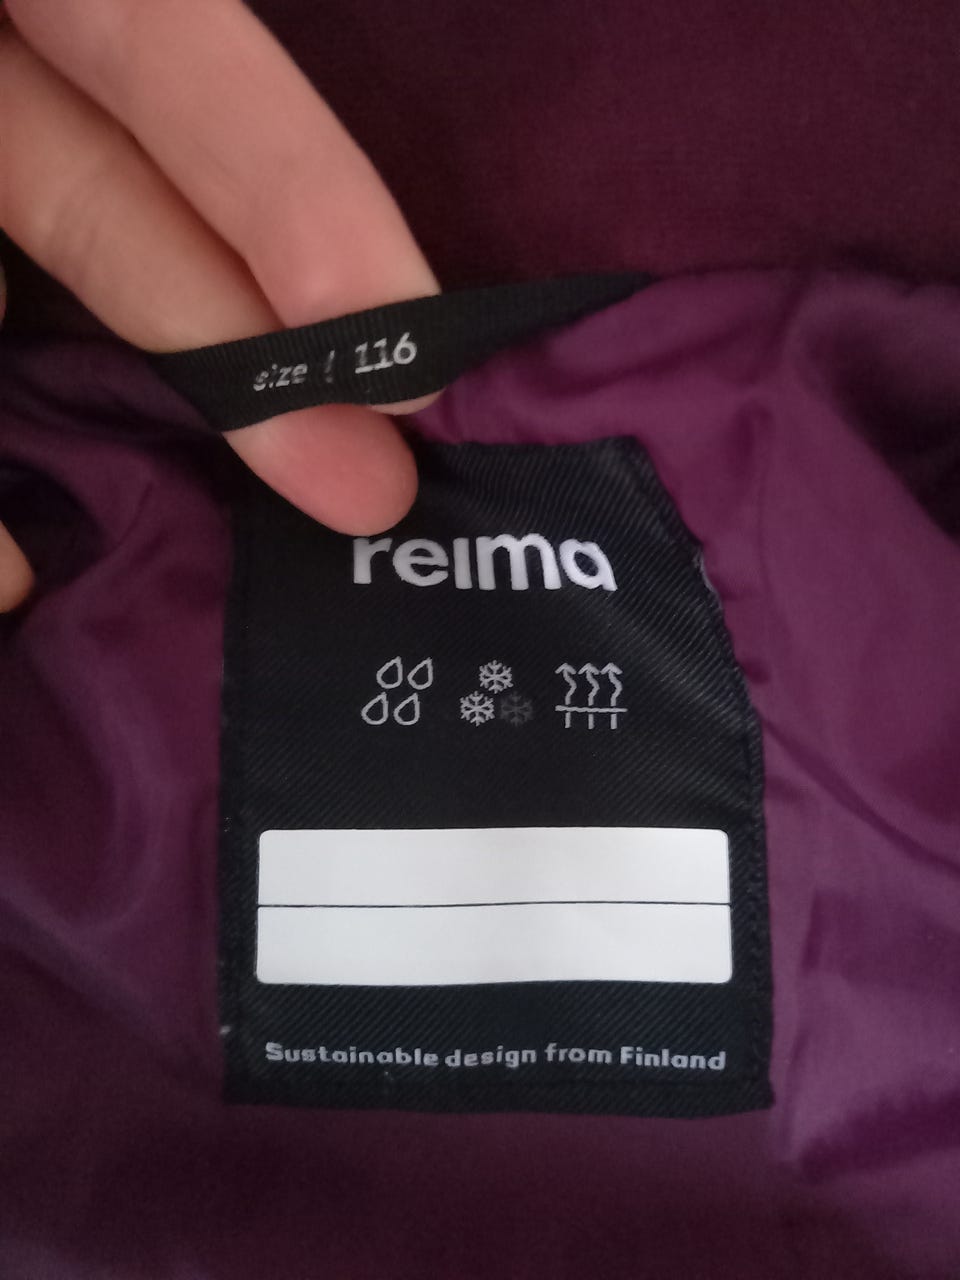 size / 116
reima
Sustainable design from Finland